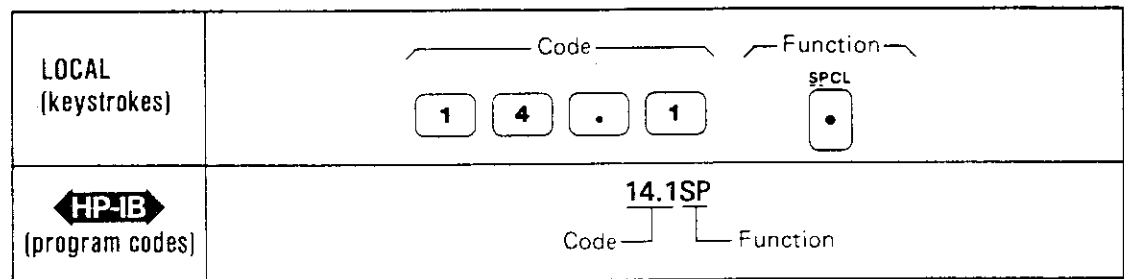 LOCAL
(keystrokes)
Code
Function
SPCL
1 4 . 1 •
HP-IB
(program codes)
14.1SP
Code
Function